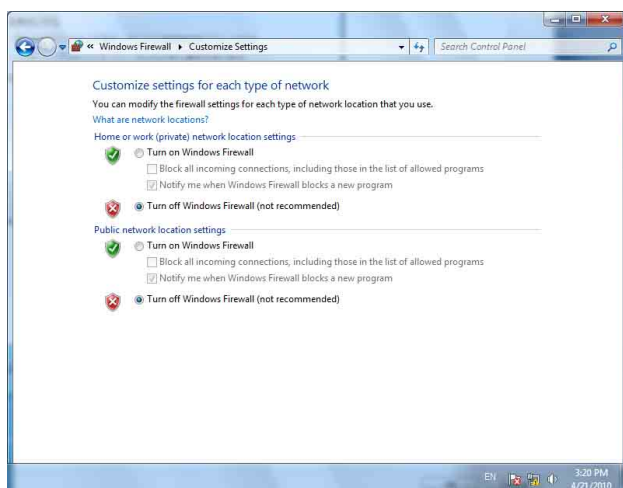 « Windows Firewall ▸ Customize Settings
Search Control Panel
Customize settings for each type of network
You can modify the firewall settings for each type of network location that you use.
What are network locations?
Home or work (private) network location settings
Turn on Windows Firewall
Block all incoming connections, including those in the list of allowed programs
Notify me when Windows Firewall blocks a new program
Turn off Windows Firewall (not recommended)
Public network location settings
Turn on Windows Firewall
Block all incoming connections, including those in the list of allowed programs
Notify me when Windows Firewall blocks a new program
Turn off Windows Firewall (not recommended)
EN
3:20 PM
4/21/2010